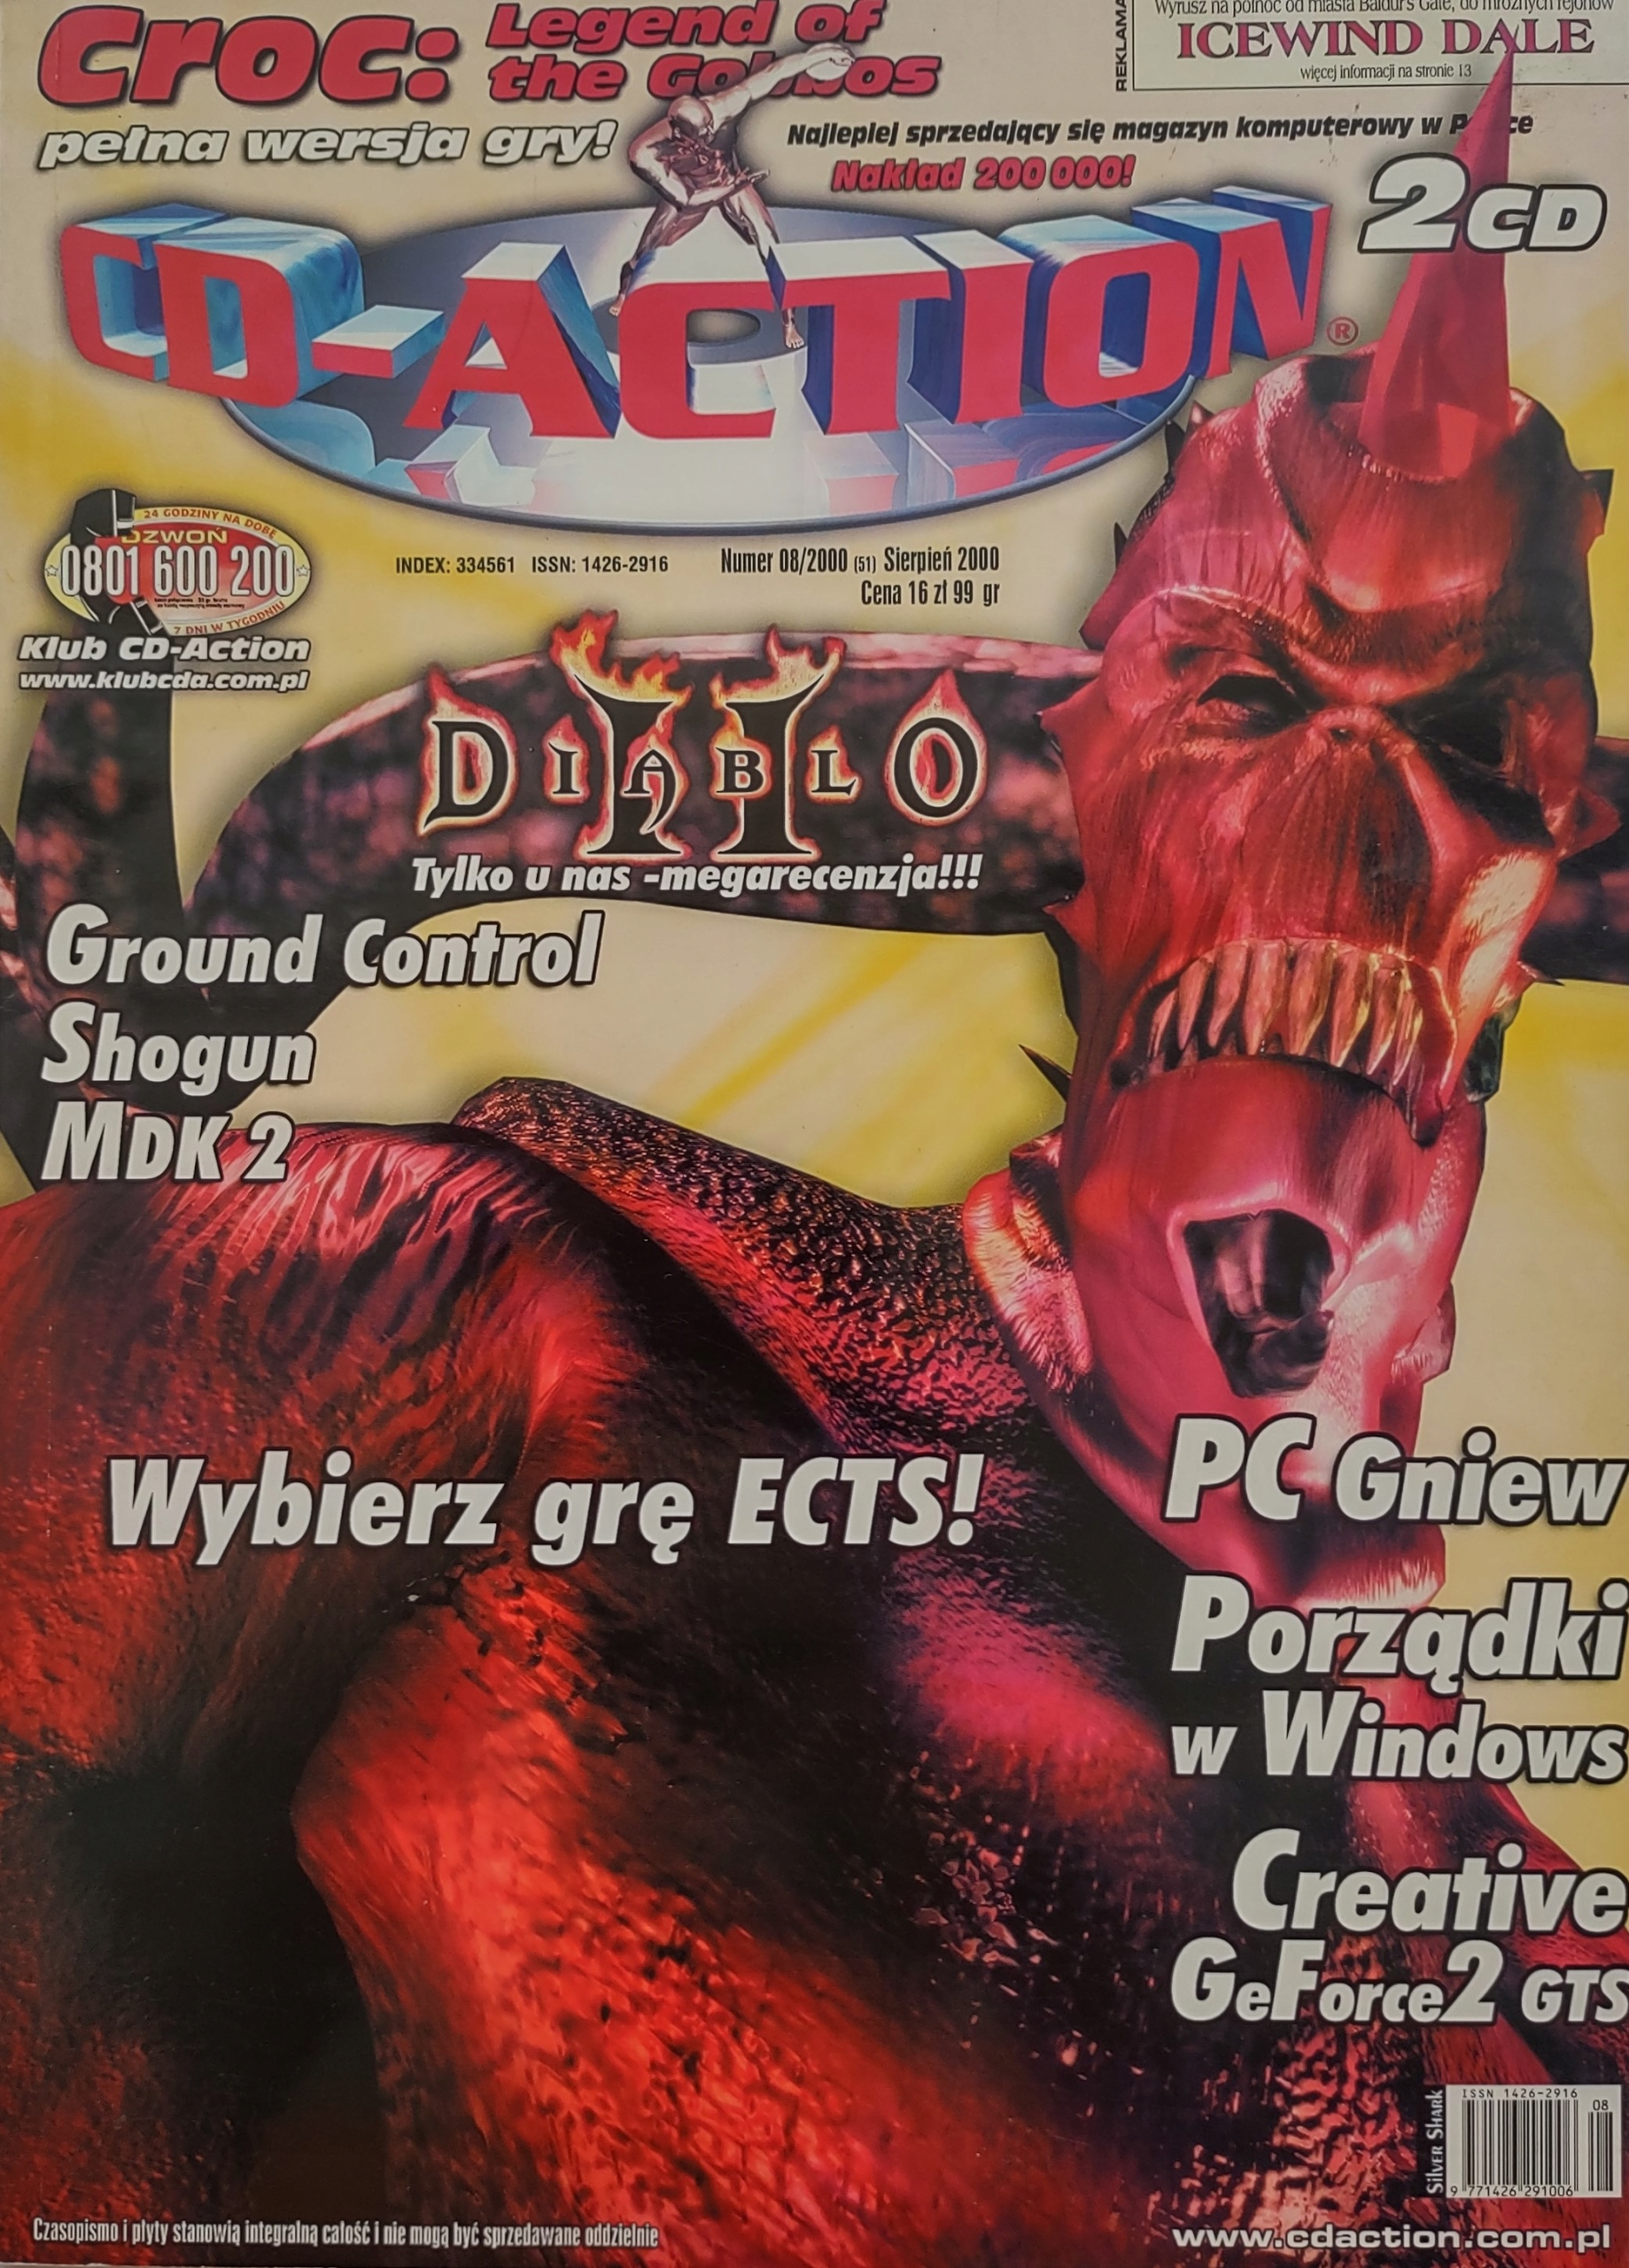 Croc: Legend of
the Gobbos
pełna wersja gry!
REKLAMA
Wyrusz na północ od miasta Baldur's Gate, do mroźnych rejonów
ICEWIND DALE
więcej informacji na stronie 13
Najlepiej sprzedający się magazyn komputerowy w Polsce
Nakład 200 000!
2CD
CD-ACTION®
24 GODZINY NA DOBĘ
DZWOŃ
0801 600 200
7 DNI W TYGODNIU
Klub CD-Action
www.klubcda.com.pl
INDEX: 334561 ISSN: 1426-2916
Numer 08/2000 (51) Sierpień 2000
Cena 16 zł 99 gr
DIABLO II
Tylko u nas -megarecenzja!!!
Ground Control
Shogun
MDK 2
Wybierz grę ECTS!
PC Gniew
Porządki
w Windows
Creative
GeForce2 GTS
Silver Shark
ISSN 1426-2916
08
9 771426 291006
Czasopismo i płyty stanowią integralną całość i nie mogą być sprzedawane oddzielnie
www.cdaction.com.pl